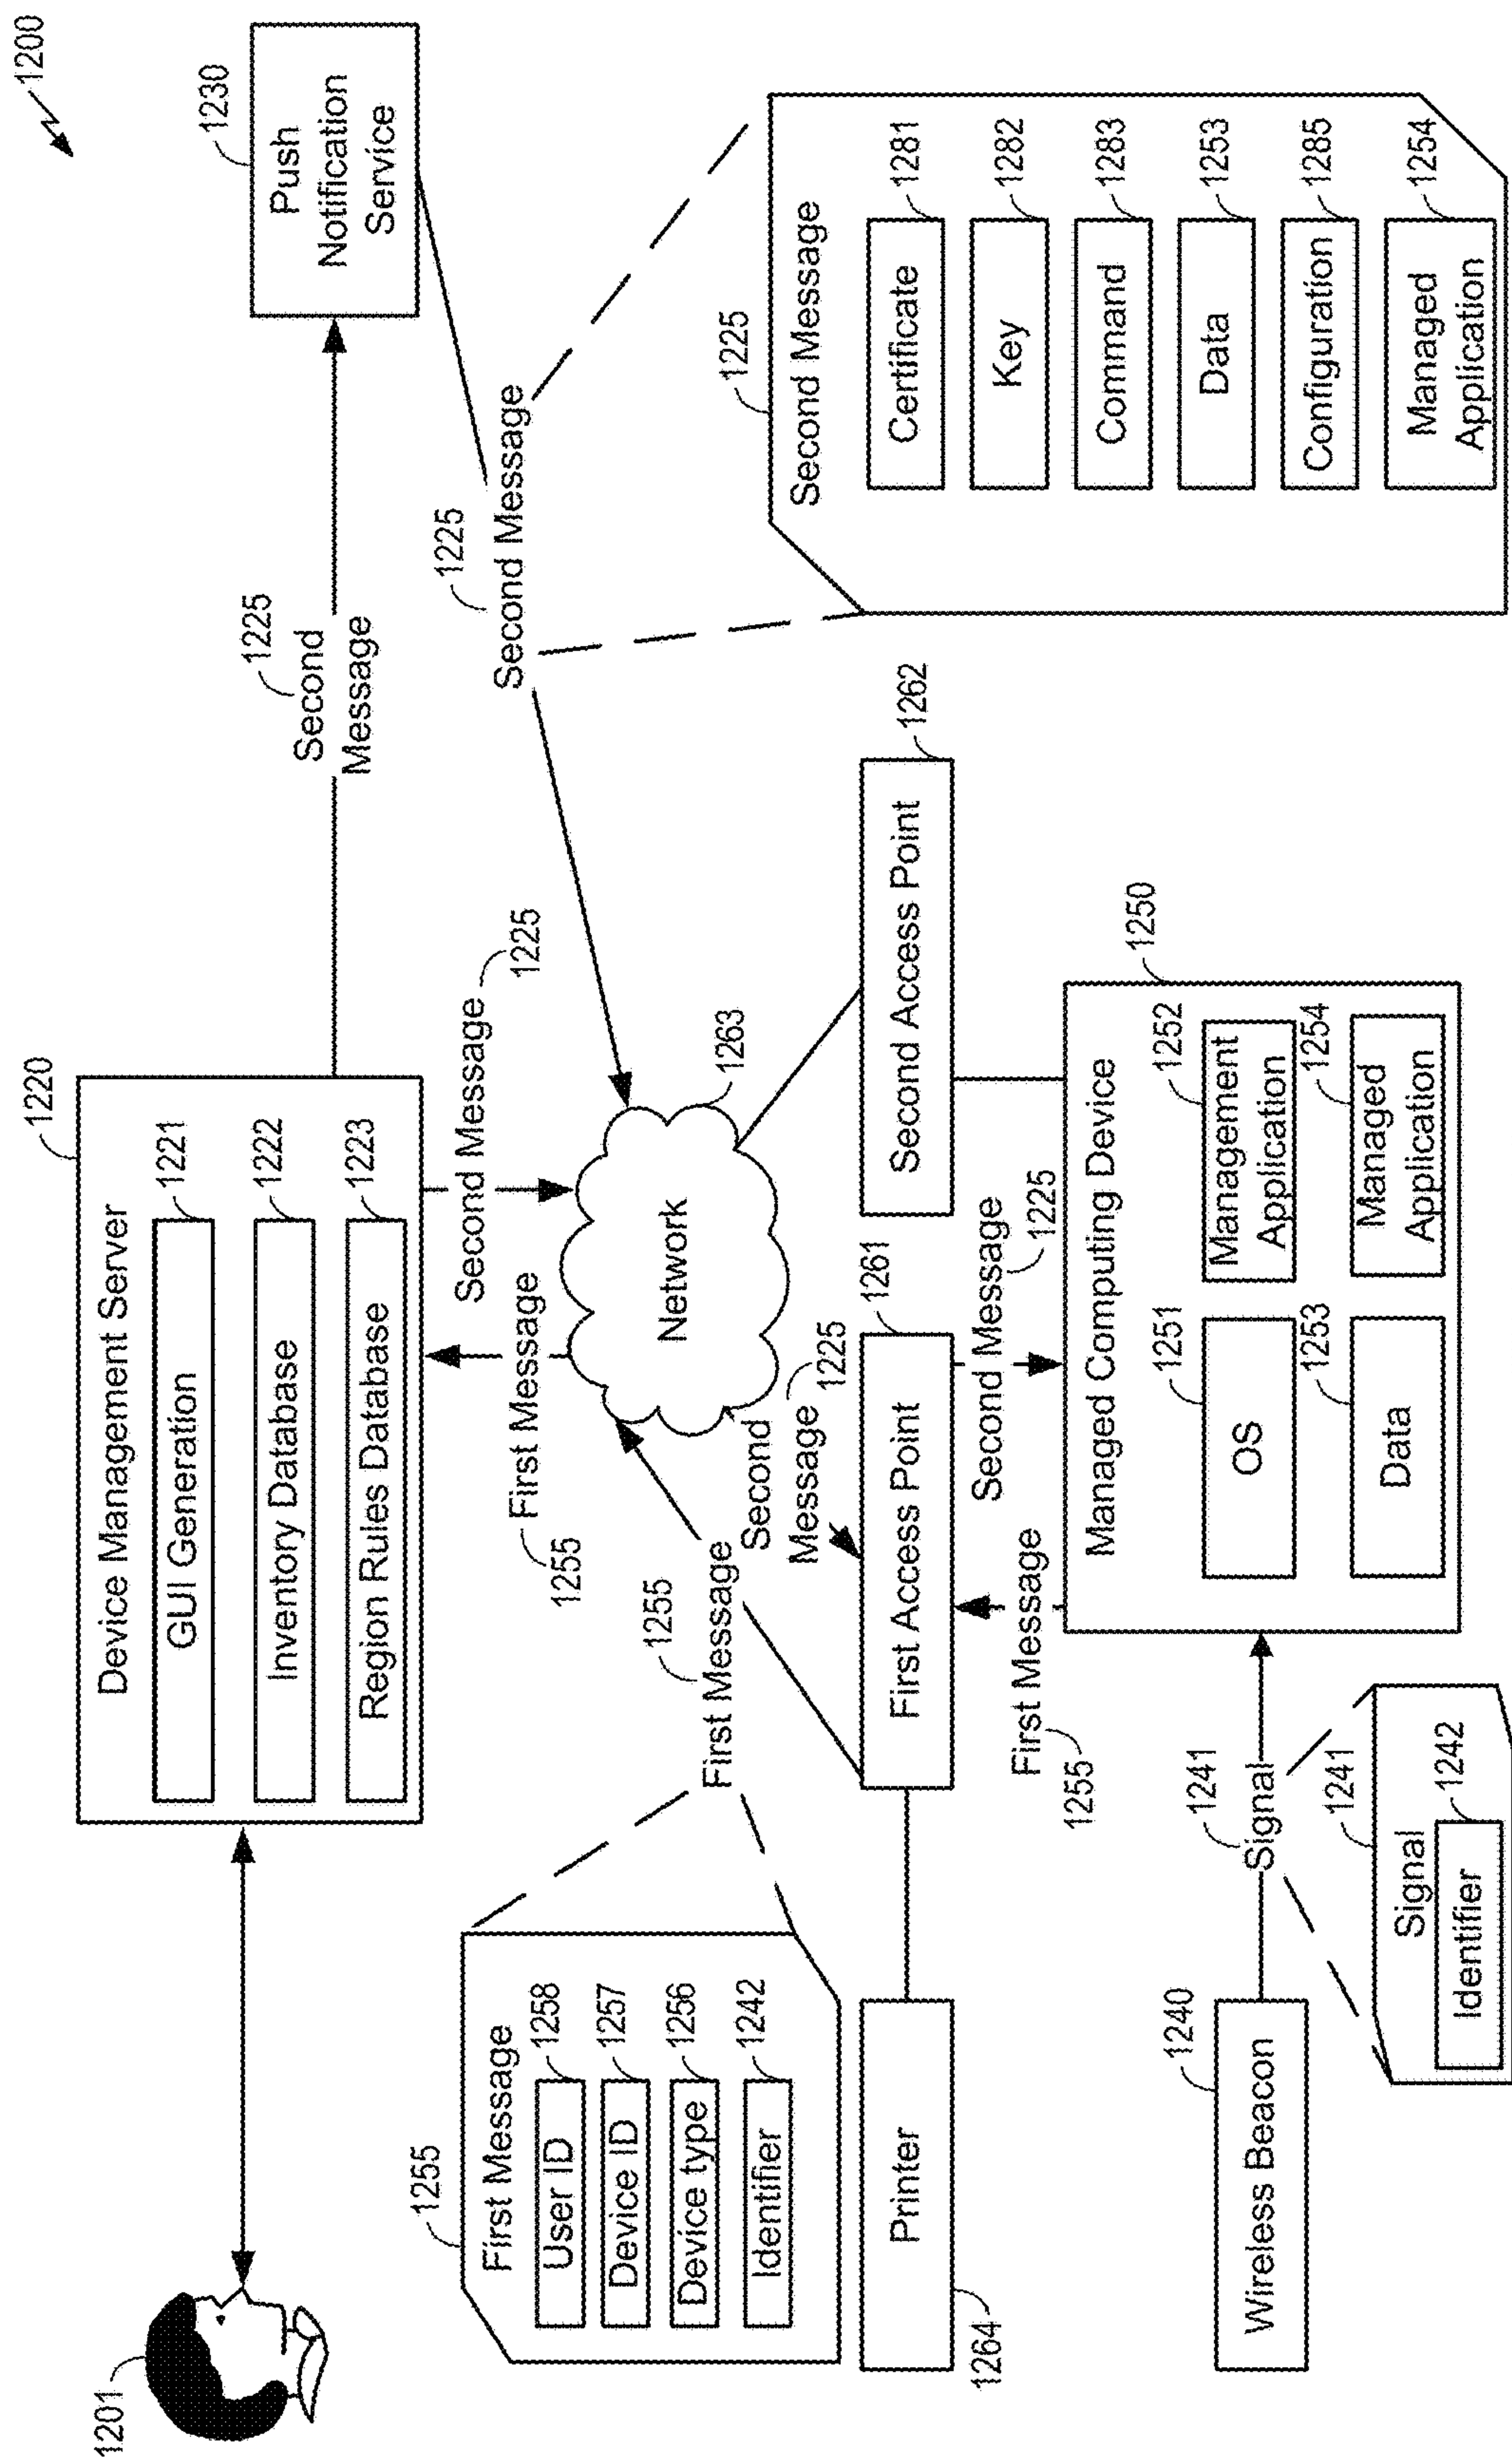 1200
1201
1220
Device Management Server
GUI Generation
1221
Inventory Database
1222
Region Rules Database
1223
1225
Second
Message
1230
Push
Notification
Service
1255
First Message
User ID
1258
Device ID
1257
Device type
1256
Identifier
1242
First Message
1255
Second Message
1225
1225
Second Message
Network
1263
1255
First Message
Second
Message
1225
Printer
1264
First Access Point
1261
Second Access Point
1262
1225
Second Message
Certificate
1281
Key
1282
Command
1283
Data
1253
Configuration
1285
Managed
Application
1254
First Message
1255
Second Message
1225
Managed Computing Device
1250
OS
1251
Management
Application
1252
Data
1253
Managed
Application
1254
Wireless Beacon
1240
1241
Signal
1241
Signal
Identifier
1242